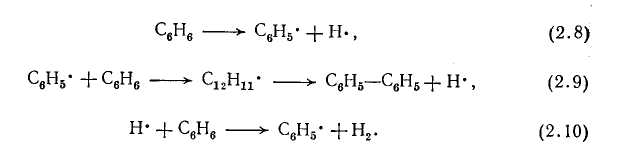 C₆H₆ ⟶ C₆H₅· + H·, (2.8)
C₆H₅· + C₆H₆ ⟶ C₁₂H₁₁· ⟶ C₆H₅—C₆H₅ + H·, (2.9)
H· + C₆H₆ ⟶ C₆H₅· + H₂. (2.10)